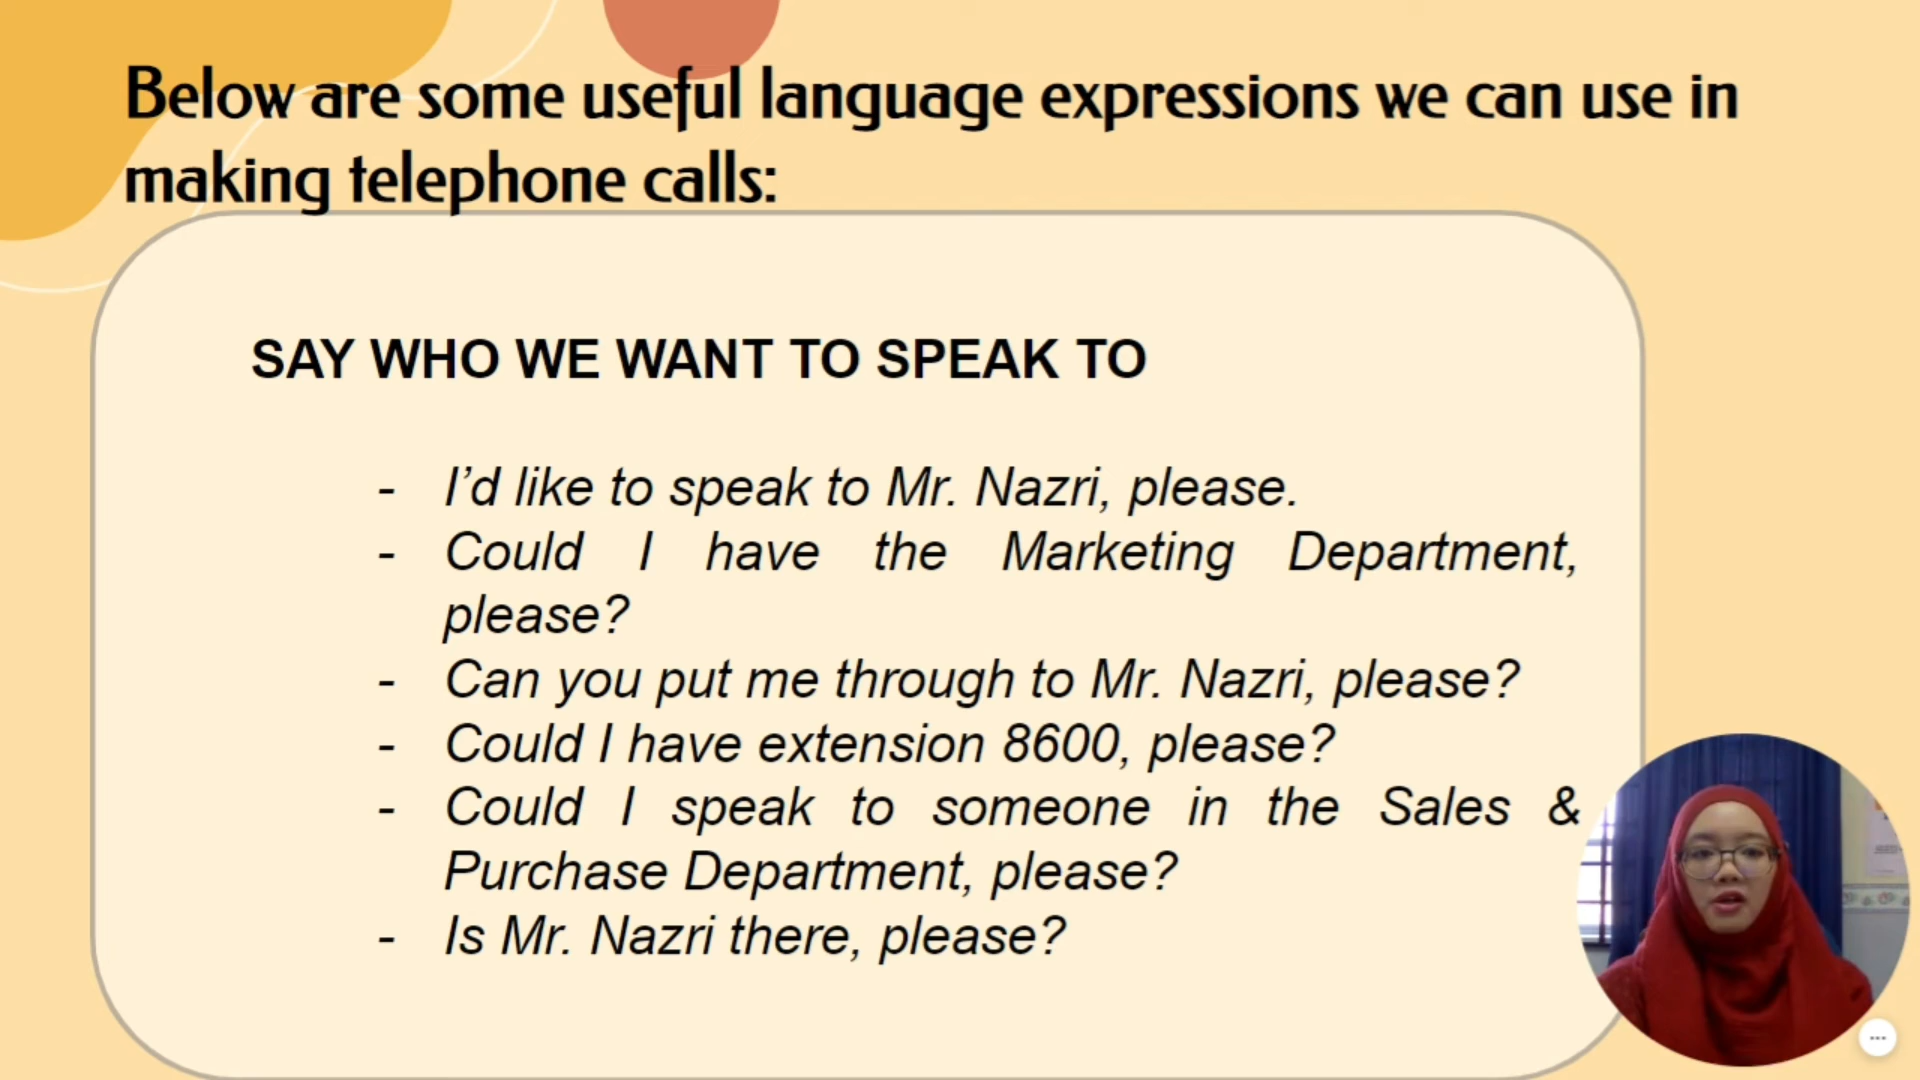 Below are some useful language expressions we can use in
making telephone calls:
SAY WHO WE WANT TO SPEAK TO
- I’d like to speak to Mr. Nazri, please.
- Could I have the Marketing Department,
please?
- Can you put me through to Mr. Nazri, please?
- Could I have extension 8600, please?
- Could I speak to someone in the Sales &
Purchase Department, please?
- Is Mr. Nazri there, please?